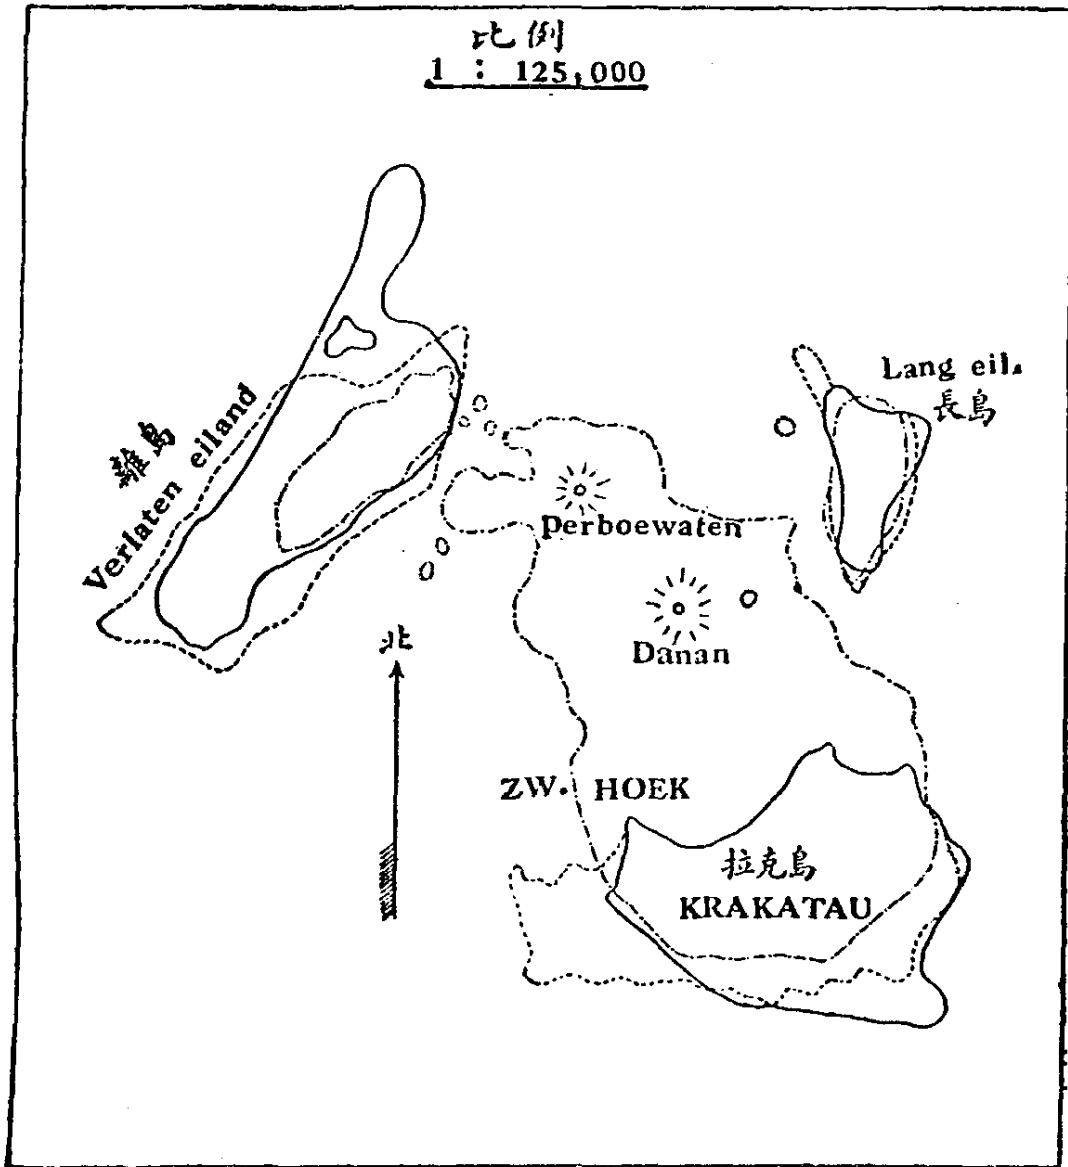 比例
1 : 125,000
Lang eil.
長島
離島
Verlaten eiland
Perboewaten
Danan
北
ZW. HOEK
拉克島
KRAKATAU